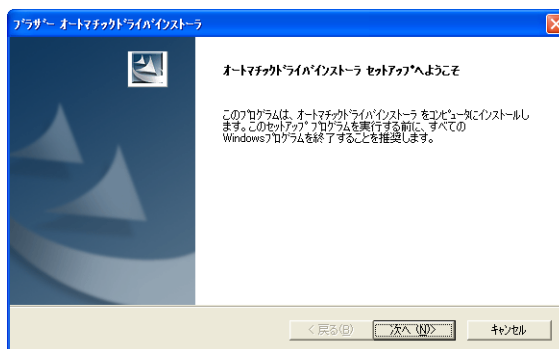 ﾌﾞﾗｻﾞｰ ｵｰﾄﾏﾁｯｸﾄﾞﾗｲﾊﾞｲﾝｽﾄｰﾗ
ｵｰﾄﾏﾁｯｸﾄﾞﾗｲﾊﾞｲﾝｽﾄｰﾗ ｾｯﾄｱｯﾌﾟへようこそ
このﾌﾟﾛｸﾞﾗﾑは、ｵｰﾄﾏﾁｯｸﾄﾞﾗｲﾊﾞｲﾝｽﾄｰﾗ をｺﾝﾋﾟｭｰﾀにｲﾝｽﾄｰﾙし
ます。このｾｯﾄｱｯﾌﾟ ﾌﾟﾛｸﾞﾗﾑを実行する前に、すべての
Windowsﾌﾟﾛｸﾞﾗﾑを終了することを推奨します。
< 戻る(B) 次へ (N)> ｷｬﾝｾﾙ